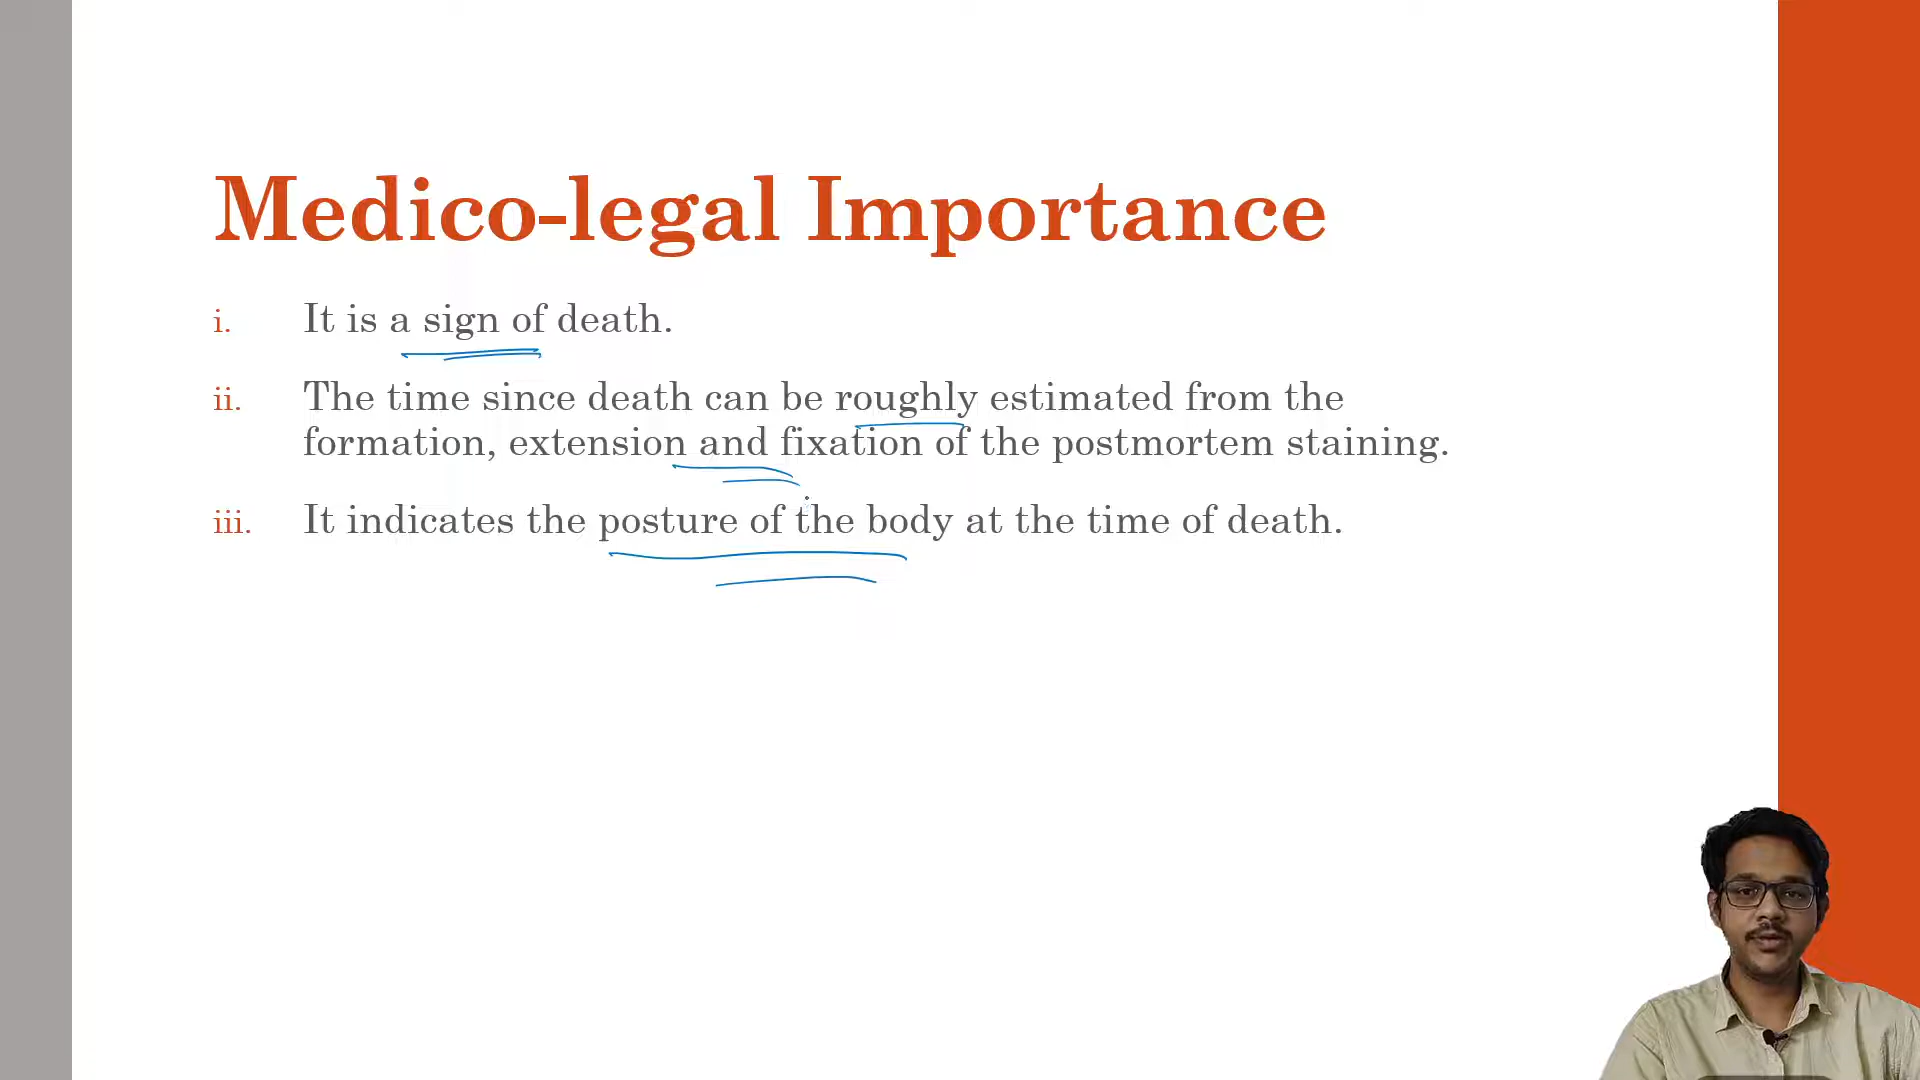 Medico-legal Importance
i. It is a sign of death.
ii. The time since death can be roughly estimated from the
formation, extension and fixation of the postmortem staining.
iii. It indicates the posture of the body at the time of death.